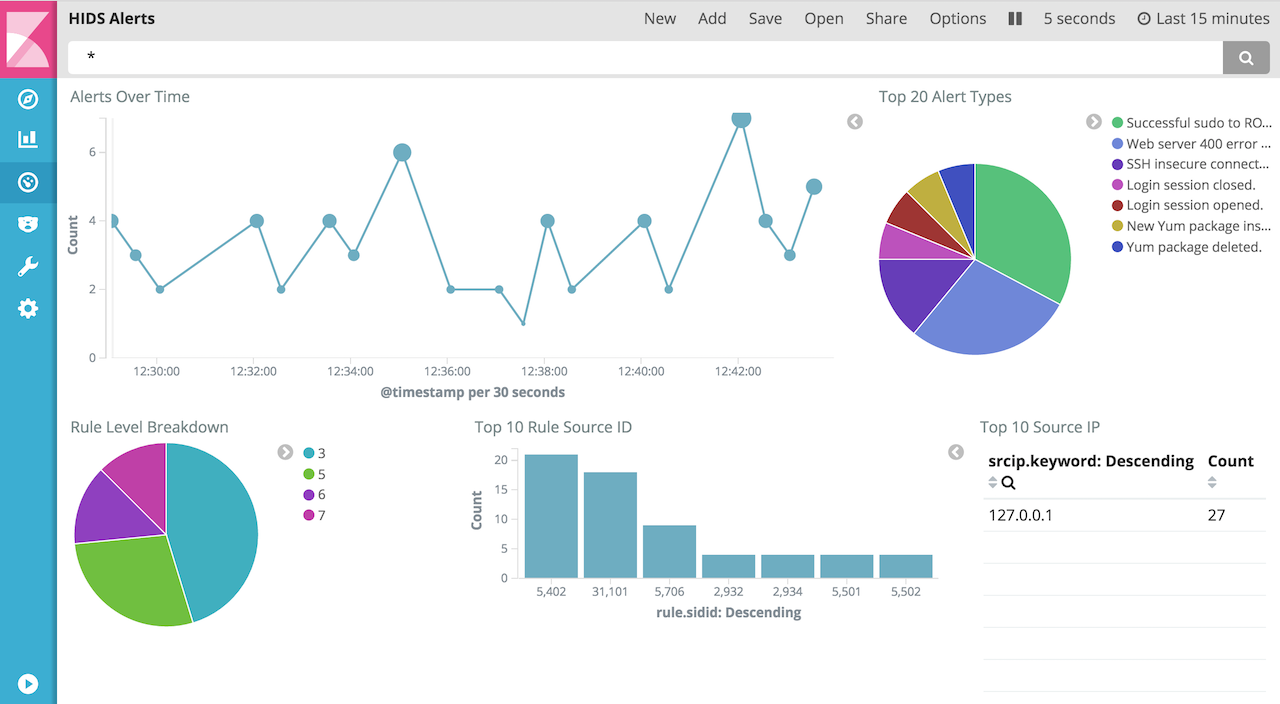 HIDS Alerts
New Add Save Open Share Options 5 seconds Last 15 minutes
*
Alerts Over Time
Count
6
4
2
0
12:30:00 12:32:00 12:34:00 12:36:00 12:38:00 12:40:00 12:42:00
@timestamp per 30 seconds
Top 20 Alert Types
Successful sudo to RO...
Web server 400 error ...
SSH insecure connect...
Login session closed.
Login session opened.
New Yum package ins...
Yum package deleted.
Rule Level Breakdown
3
5
6
7
Top 10 Rule Source ID
Count
20
15
10
5
0
5,402 31,101 5,706 2,932 2,934 5,501 5,502
rule.sidid: Descending
Top 10 Source IP
srcip.keyword: Descending Count
127.0.0.1 27